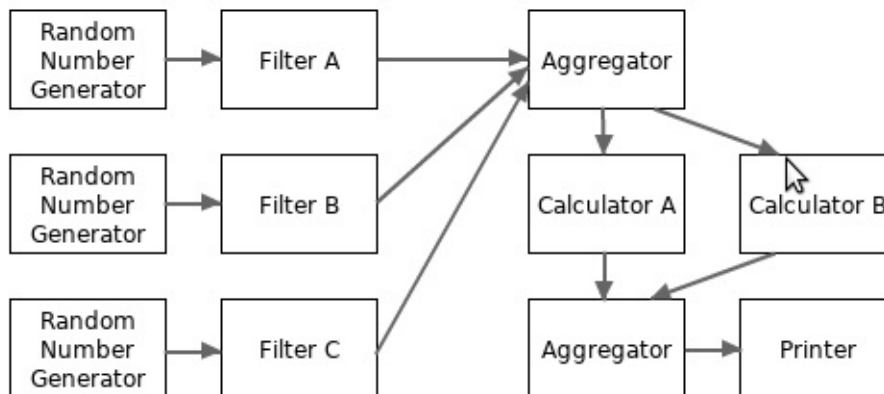 Random
Number
Generator
Filter A
Aggregator
Random
Number
Generator
Filter B
Calculator A
Calculator B
Random
Number
Generator
Filter C
Aggregator
Printer